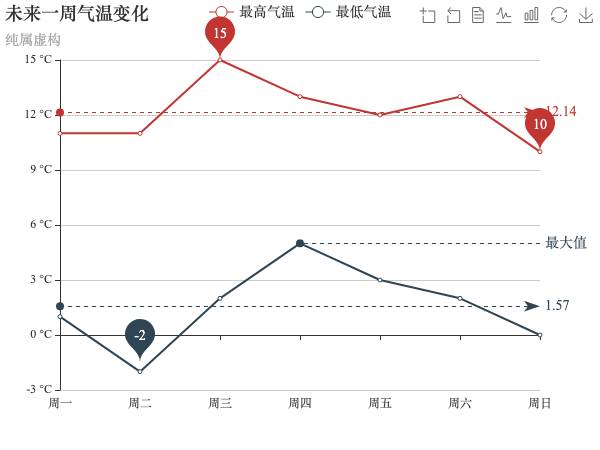 未来一周气温变化
最高气温 最低气温
纯属虚构
15
15 °C
12 °C
12.14
10
9 °C
6 °C
最大值
3 °C
1.57
0 °C
-2
-3 °C
周一 周二 周三 周四 周五 周六 周日